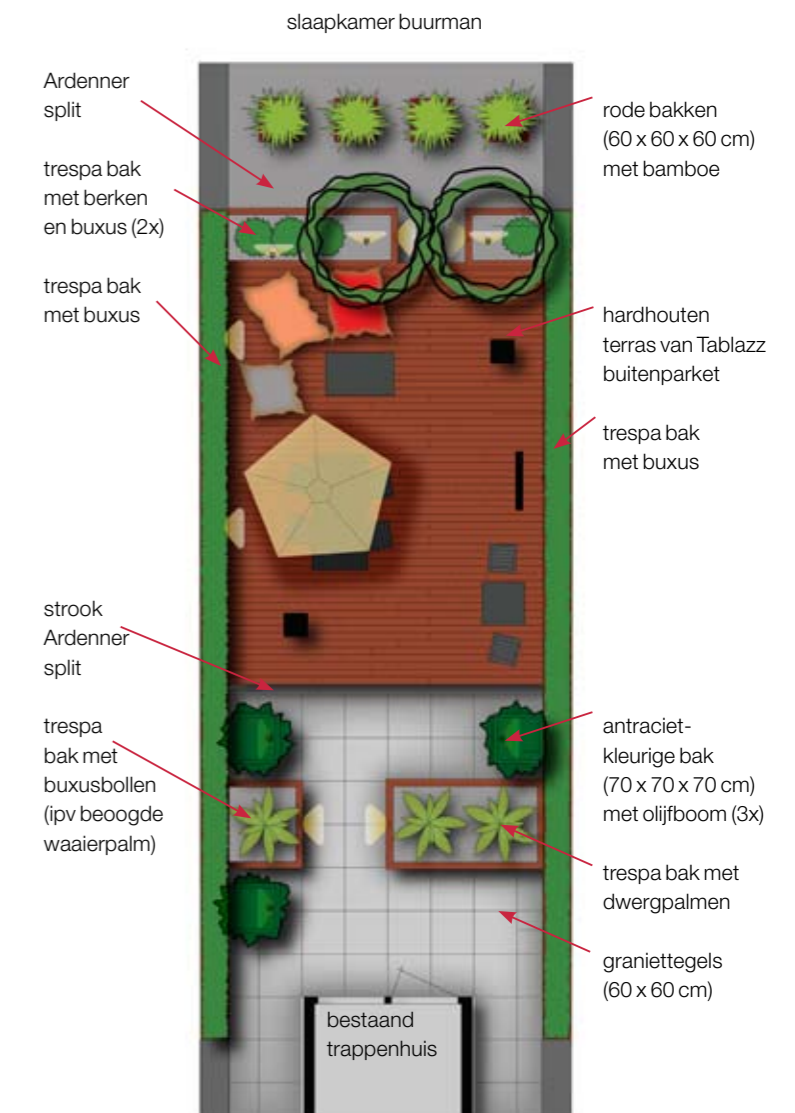 slaapkamer buurman
Ardenner
split
trespa bak
met berken
en buxus (2x)
trespa bak
met buxus
strook
Ardenner
split
trespa
bak met
buxusbollen
(ipv beoogde
waaierpalm)
rode bakken
(60 x 60 x 60 cm)
met bamboe
hardhouten
terras van Tablazz
buitenparket
trespa bak
met buxus
antraciet-
kleurige bak
(70 x 70 x 70 cm)
met olijfboom (3x)
trespa bak met
dwergpalmen
graniettegels
(60 x 60 cm)
bestaand
trappenhuis